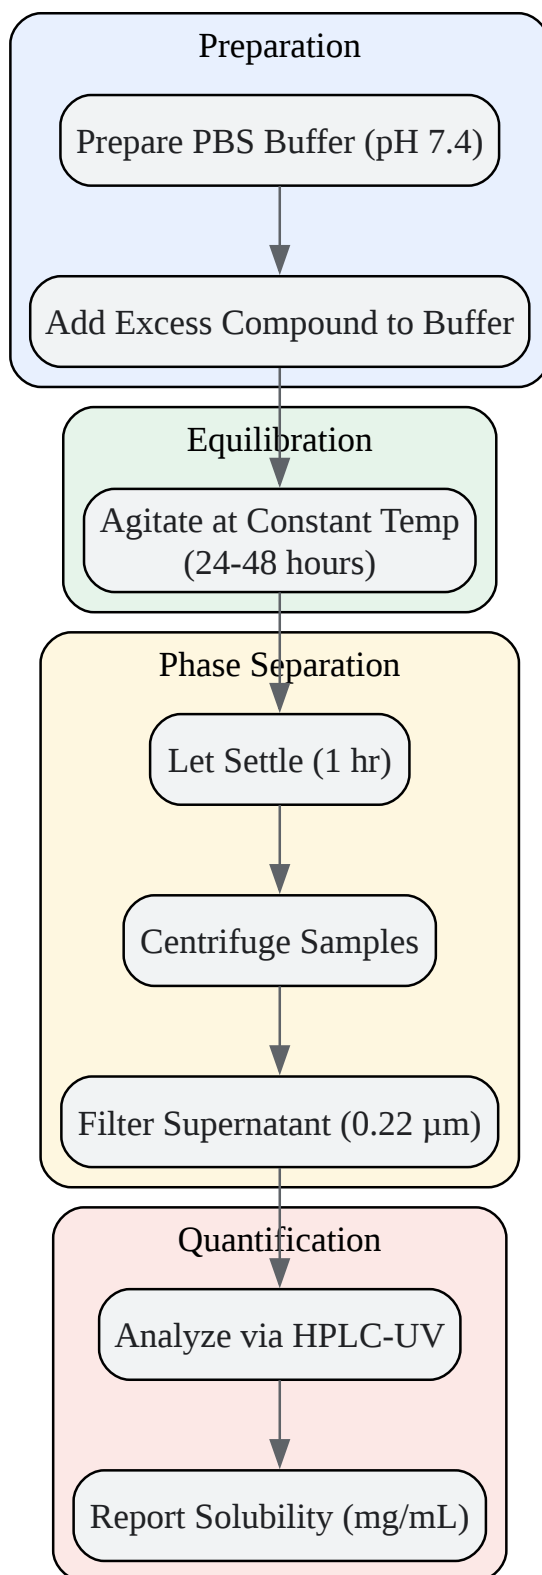 Preparation
Prepare PBS Buffer (pH 7.4)
Add Excess Compound to Buffer
Equilibration
Agitate at Constant Temp
(24-48 hours)
Phase Separation
Let Settle (1 hr)
Centrifuge Samples
Filter Supernatant (0.22 µm)
Quantification
Analyze via HPLC-UV
Report Solubility (mg/mL)